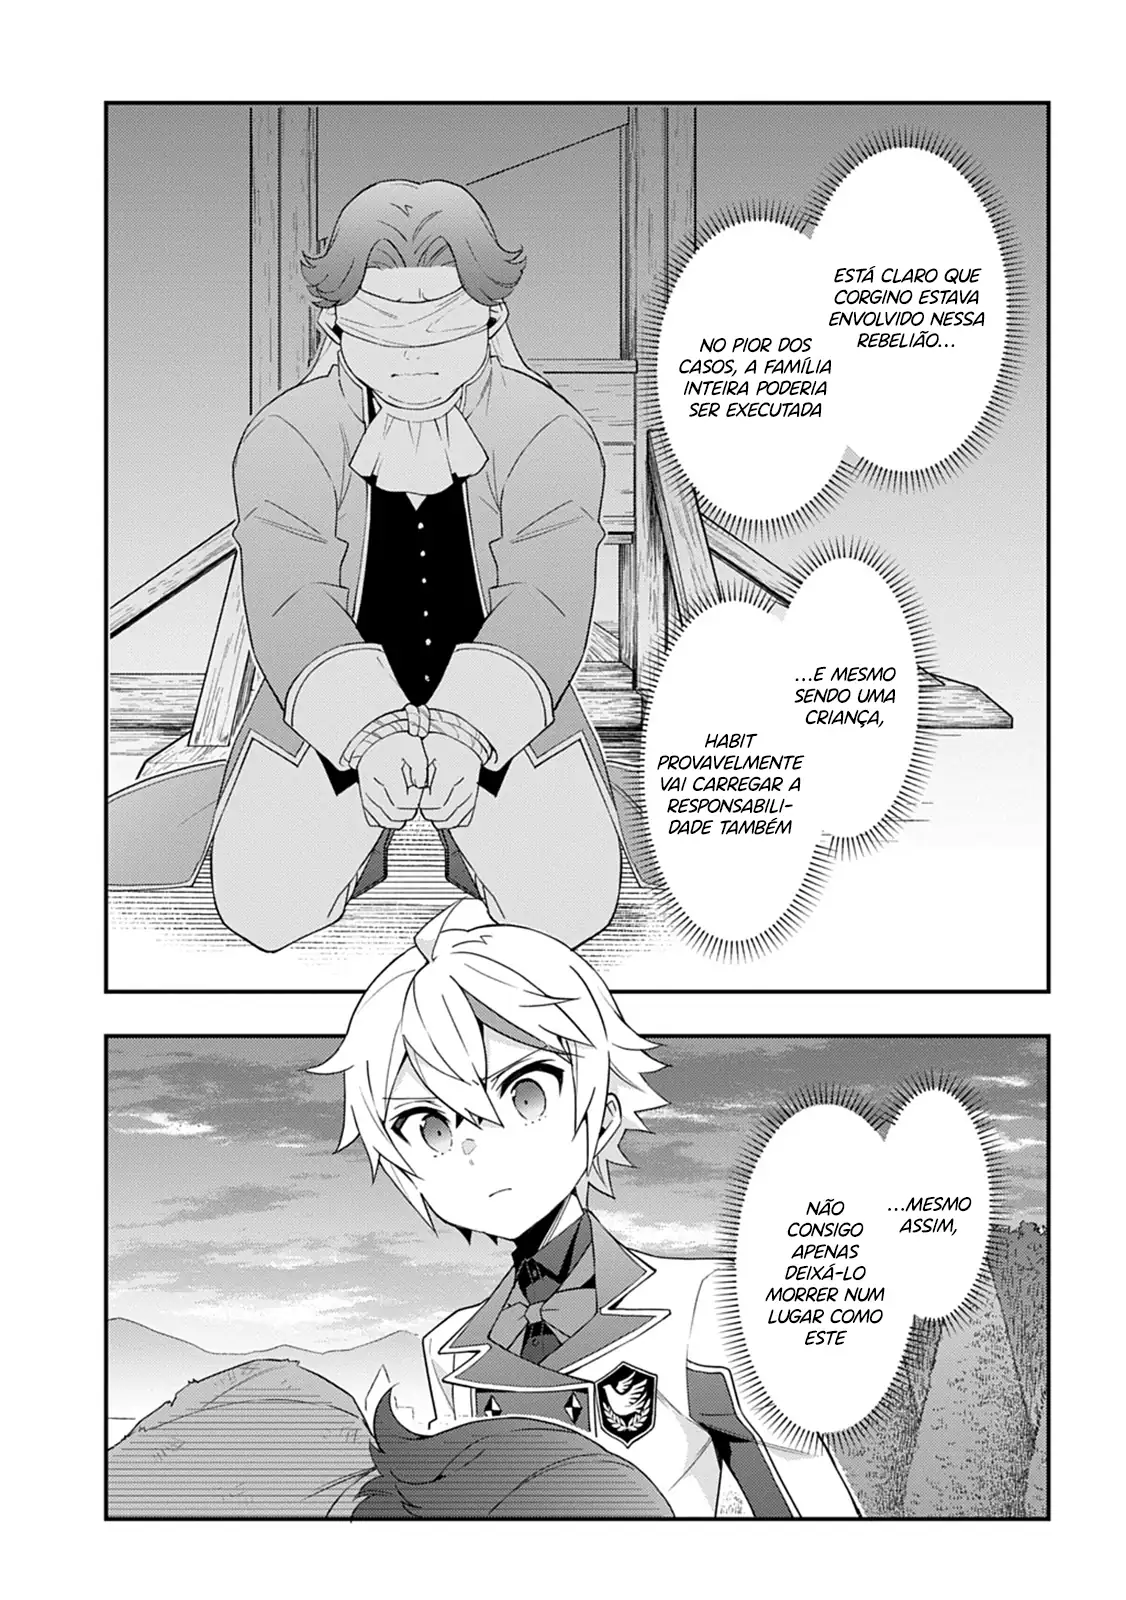 ESTÁ CLARO QUE
CORGINO ESTAVA
ENVOLVIDO NESSA
REBELIÃO...
NO PIOR DOS
CASOS, A FAMÍLIA
INTEIRA PODERIA
SER EXECUTADA
...E MESMO
SENDO UMA
CRIANÇA,
HABIT
PROVAVELMENTE
VAI CARREGAR A
RESPONSABILI-
DADE TAMBÉM
...MESMO
ASSIM,
NÃO
CONSIGO
APENAS
DEIXÁ-LO
MORRER NUM
LUGAR COMO
ESTE